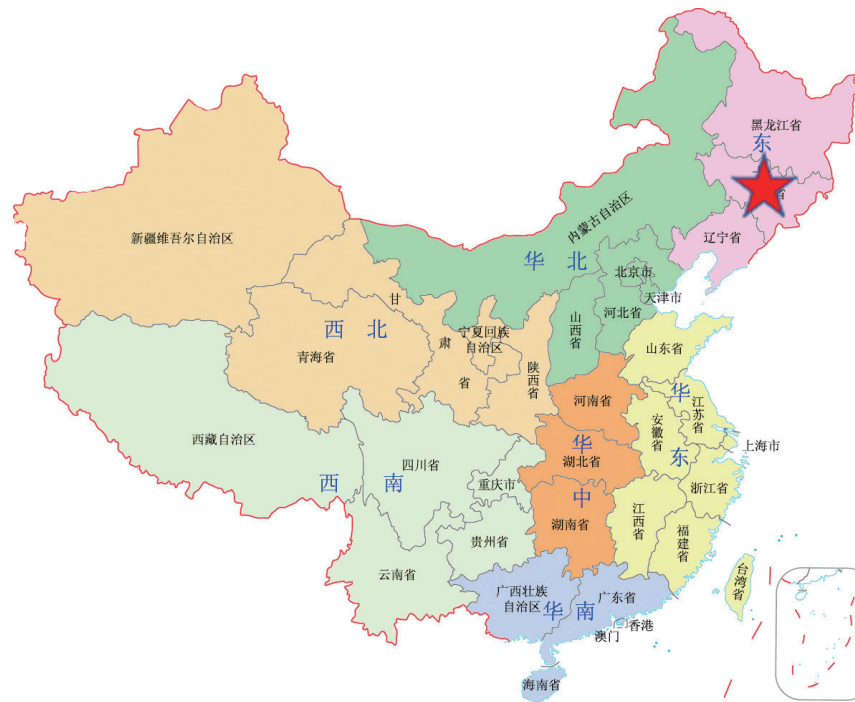 黑龙江省
东
省
辽宁省
内蒙古自治区
华北
北京市
天津市
河北省
山西省
新疆维吾尔自治区
甘
肃
省
西北
青海省
宁夏回族
自治区
陕西省
山东省
河南省
华
江苏省
安徽省
东
上海市
西藏自治区
四川省
西南
重庆市
华
湖北省
中
湖南省
浙江省
江西省
福建省
贵州省
云南省
台湾省
广西壮族
自治区
华南
广东省
香港
澳门
海南省